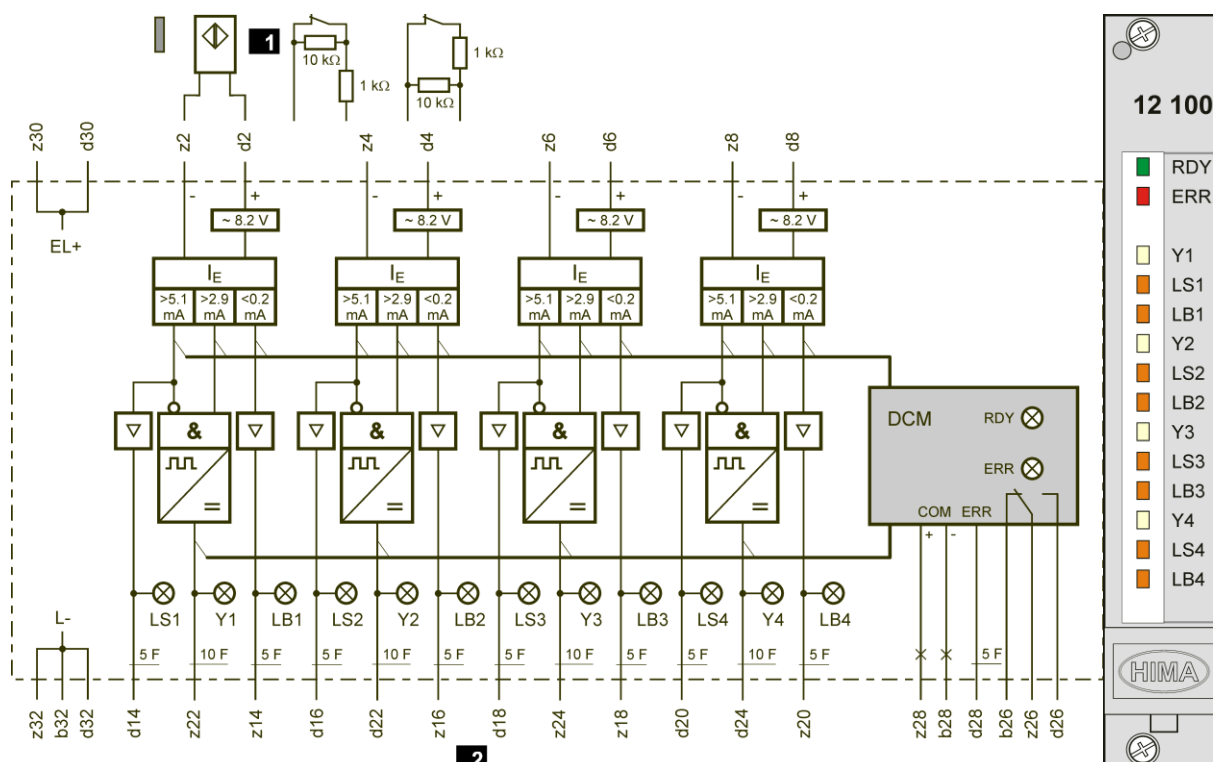 1
10 kΩ
1 kΩ
1 kΩ
10 kΩ
z30 d30 z2 d2 z4 d4 z6 d6 z8 d8
- + - + - + - +
~ 8.2 V ~ 8.2 V ~ 8.2 V ~ 8.2 V
EL+
IE IE IE IE
>5.1 mA >2.9 mA <0.2 mA >5.1 mA >2.9 mA <0.2 mA >5.1 mA >2.9 mA <0.2 mA >5.1 mA >2.9 mA <0.2 mA
& & & &
DCM
RDY
ERR
COM ERR
+ -
LS1 Y1 LB1 LS2 Y2 LB2 LS3 Y3 LB3 LS4 Y4 LB4
L-
5 F 10 F 5 F 5 F 10 F 5 F 5 F 10 F 5 F 5 F 10 F 5 F 5 F
z32 b32 d32 d14 z22 z14 d16 d22 z16 d18 z24 z18 d20 d24 z20 z28 b28 d28 b26 z26 d26
2
12 100
RDY
ERR
Y1
LS1
LB1
Y2
LS2
LB2
Y3
LS3
LB3
Y4
LS4
LB4
HIMA